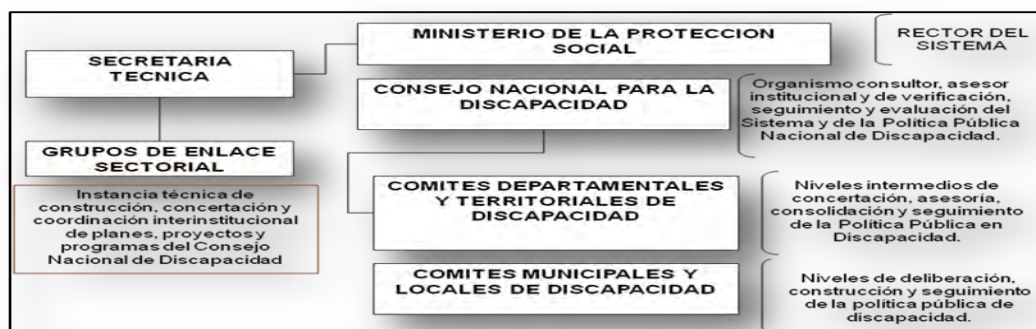 MINISTERIO DE LA PROTECCION
SOCIAL
RECTOR DEL
SISTEMA
SECRETARIA
TECNICA
CONSEJO NACIONAL PARA LA
DISCAPACIDAD
Organismo consultor, asesor
institucional y de verificación,
seguimiento y evaluación del
Sistema y de la Política Pública
Nacional de Discapacidad.
GRUPOS DE ENLACE
SECTORIAL
Instancia técnica de
construcción, concertación y
coordinación interinstitucional
de planes, proyectos y
programas del Consejo
Nacional de Discapacidad
COMITES DEPARTAMENTALES
Y TERRITORIALES DE
DISCAPACIDAD
Niveles intermedios de
concertación, asesoría,
consolidación y seguimiento
de la Política Pública en
Discapacidad.
COMITES MUNICIPALES Y
LOCALES DE DISCAPACIDAD
Niveles de deliberación,
construcción y seguimiento
de la política pública de
discapacidad.